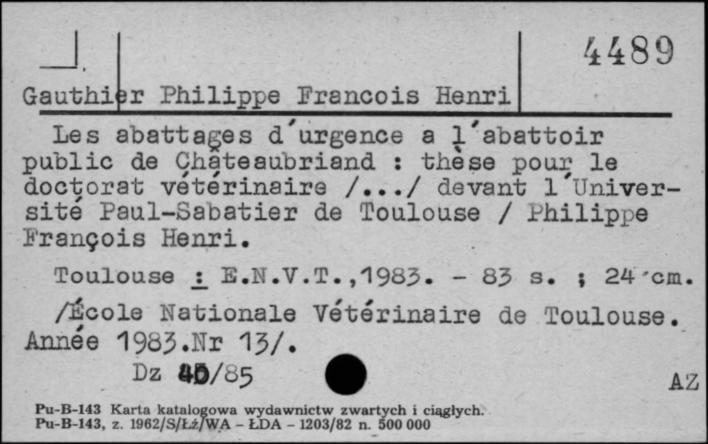 4489
Gauthier Philippe Francois Henri
Les abattages d'urgence a l'abattoir
public de Châteaubriand : thèse pour le
doctorat vétérinaire /.../ devant l'Univer-
sité Paul-Sabatier de Toulouse / Philippe
François Henri.
Toulouse : E.N.V.T.,1983. - 83 s. ; 24 cm.
/École Nationale Vétérinaire de Toulouse.
Année 1983.Nr 13/.
Dz /85
AZ
Pu-B-143 Karta katalogowa wydawnictw zwartych i ciągłych.
Pu-B-143, z. 1962/S/Łź/WA - ŁDA - 1203/82 n. 500 000